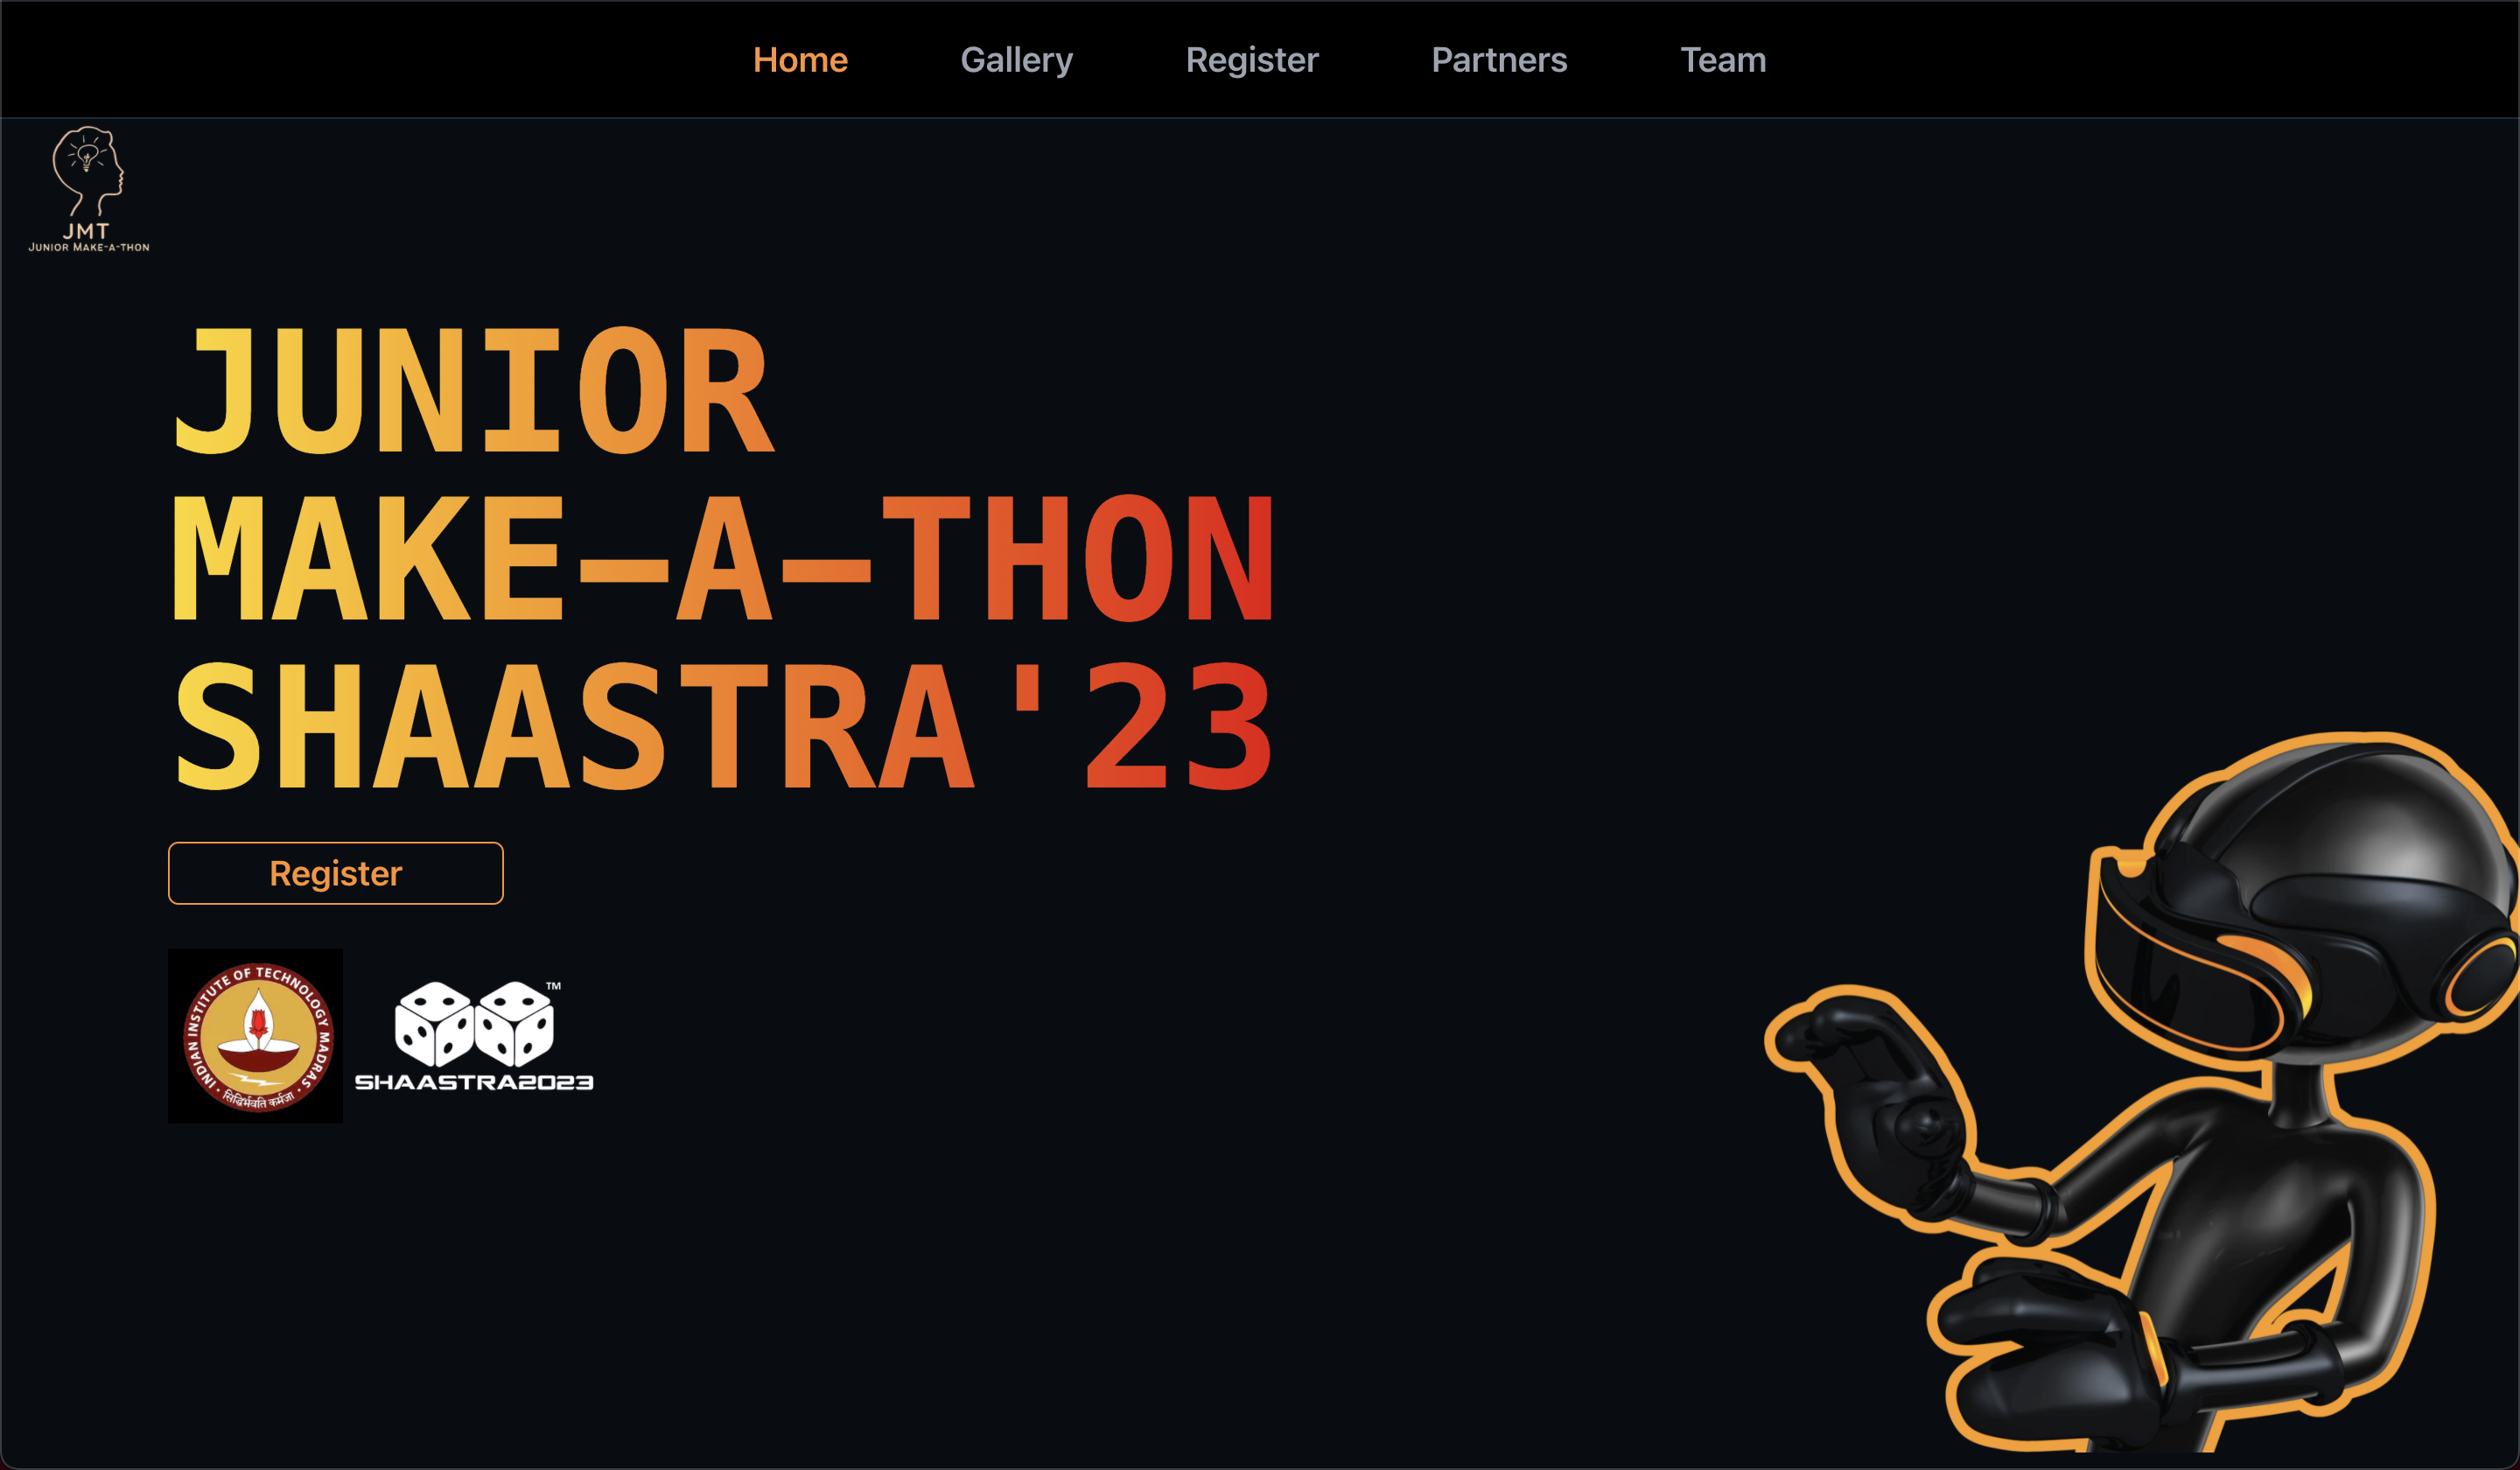 Home Gallery Register Partners Team
JMT
JUNIOR MAKE-A-THON
JUNIOR
MAKE-A-THON
SHAASTRA'23
Register
INDIAN INSTITUTE OF TECHNOLOGY MADRAS
सिद्धिर्भवति कर्मजा
TM
SHAASTRA2023